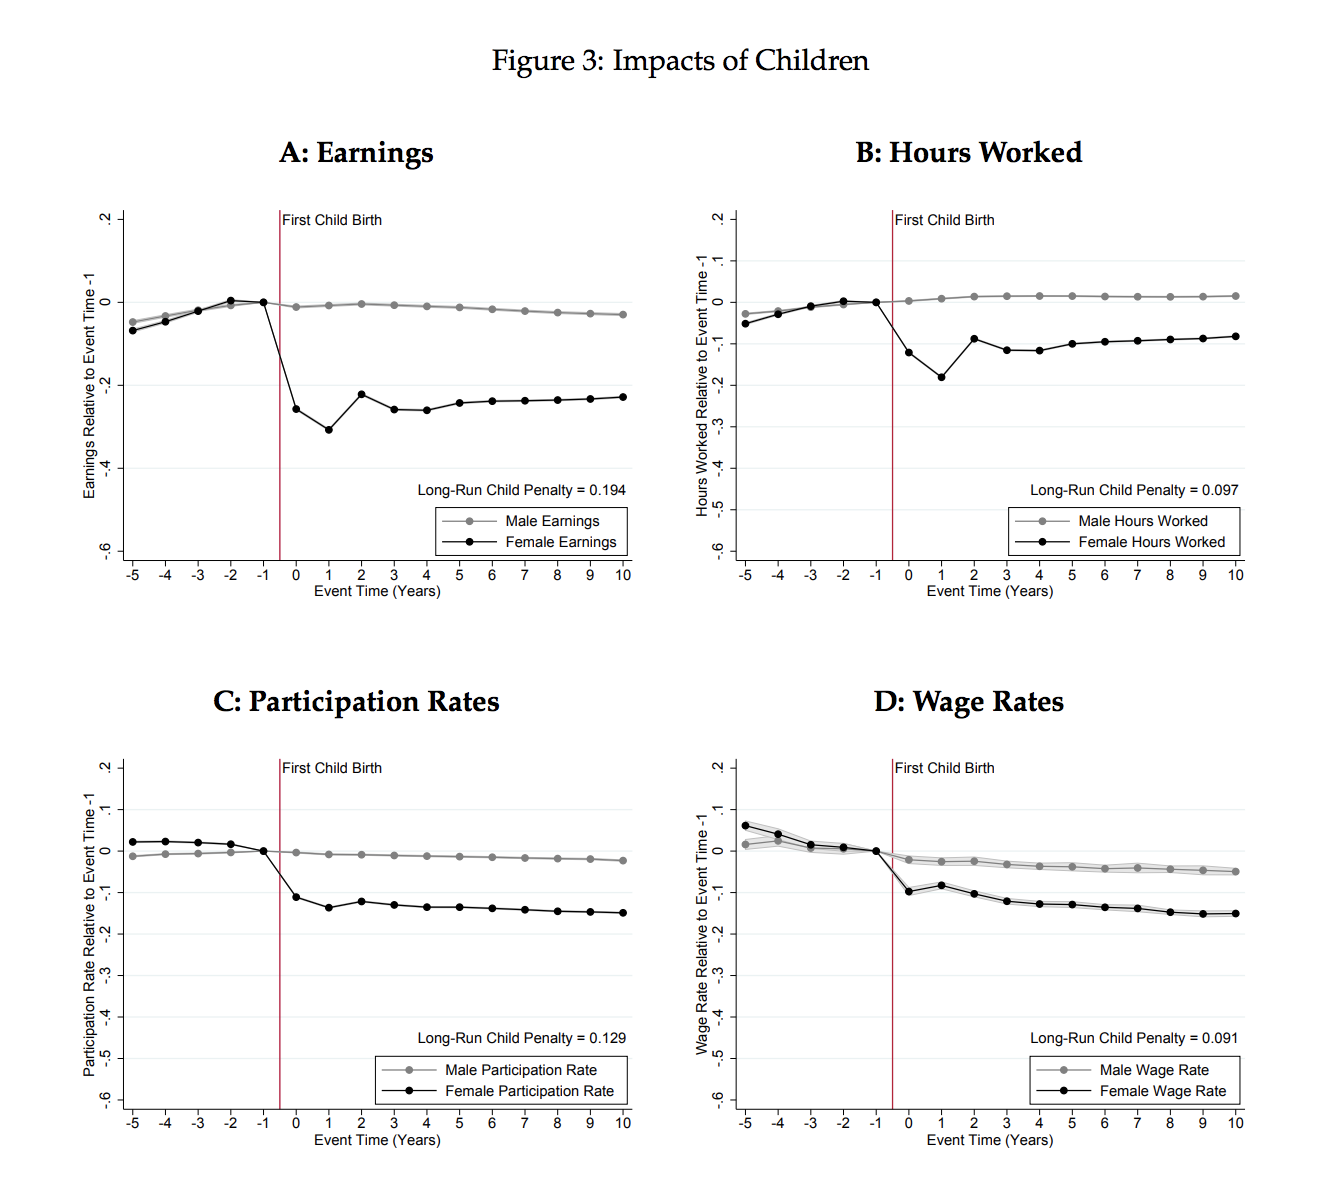 Figure 3: Impacts of Children
A: Earnings
Earnings Relative to Event Time -1
.2
0
-.2
-.4
-.6
First Child Birth
Long-Run Child Penalty = 0.194
Male Earnings
Female Earnings
-5 -4 -3 -2 -1 0 1 2 3 4 5 6 7 8 9 10
Event Time (Years)
B: Hours Worked
Hours Worked Relative to Event Time -1
.2
.1
0
-.1
-.2
-.3
-.4
-.5
-.6
First Child Birth
Long-Run Child Penalty = 0.097
Male Hours Worked
Female Hours Worked
-5 -4 -3 -2 -1 0 1 2 3 4 5 6 7 8 9 10
Event Time (Years)
C: Participation Rates
Participation Rate Relative to Event Time -1
.2
.1
0
-.1
-.2
-.3
-.4
-.5
-.6
First Child Birth
Long-Run Child Penalty = 0.129
Male Participation Rate
Female Participation Rate
-5 -4 -3 -2 -1 0 1 2 3 4 5 6 7 8 9 10
Event Time (Years)
D: Wage Rates
Wage Rate Relative to Event Time -1
.2
.1
0
-.1
-.2
-.3
-.4
-.5
-.6
First Child Birth
Long-Run Child Penalty = 0.091
Male Wage Rate
Female Wage Rate
-5 -4 -3 -2 -1 0 1 2 3 4 5 6 7 8 9 10
Event Time (Years)